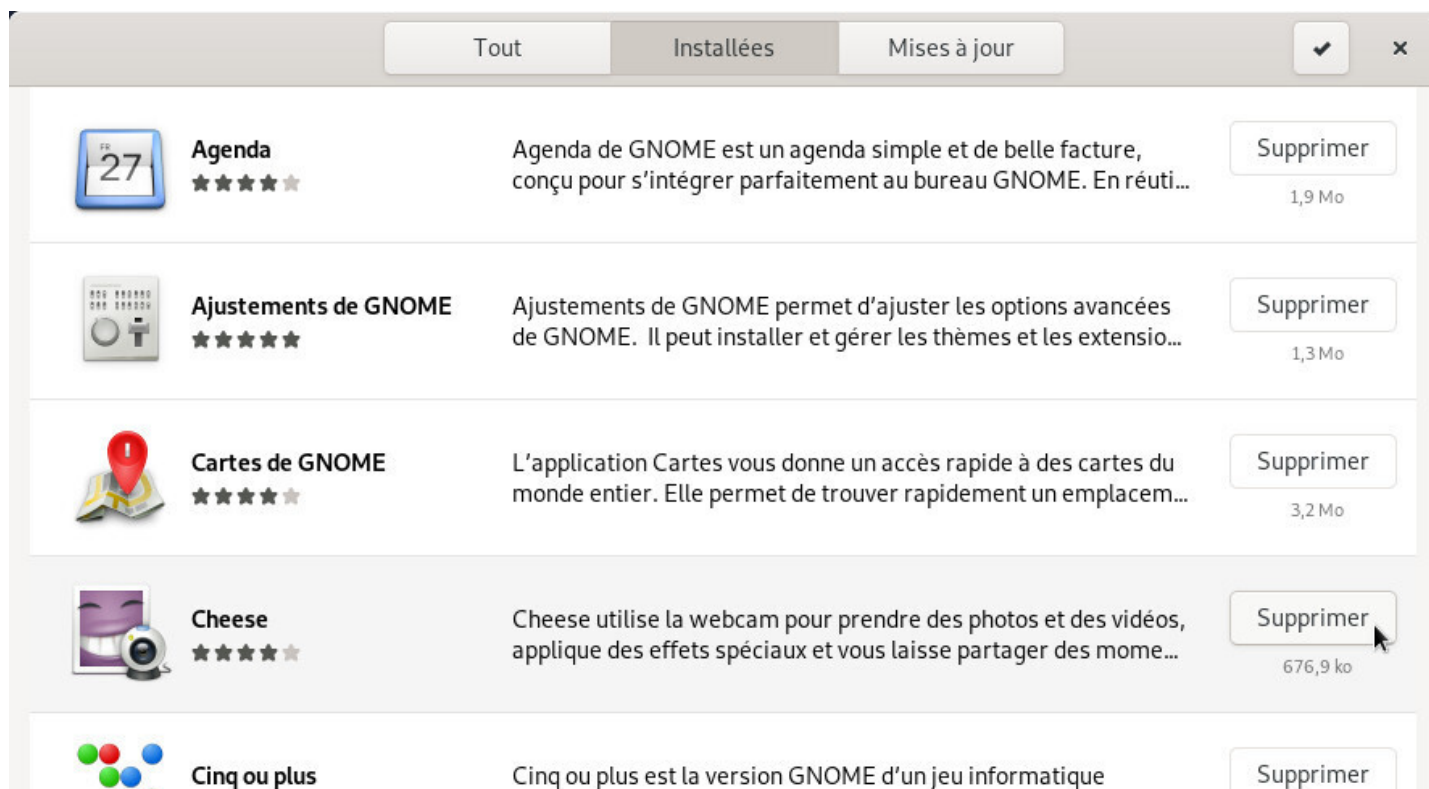 Tout
Installées
Mises à jour
FR
27
Agenda
Agenda de GNOME est un agenda simple et de belle facture,
conçu pour s’intégrer parfaitement au bureau GNOME. En réuti…
Supprimer
1,9 Mo
Ajustements de GNOME
Ajustements de GNOME permet d’ajuster les options avancées
de GNOME.  Il peut installer et gérer les thèmes et les extensio…
Supprimer
1,3 Mo
Cartes de GNOME
L’application Cartes vous donne un accès rapide à des cartes du
monde entier. Elle permet de trouver rapidement un emplacem…
Supprimer
3,2 Mo
Cheese
Cheese utilise la webcam pour prendre des photos et des vidéos,
applique des effets spéciaux et vous laisse partager des mome…
Supprimer
676,9 ko
Cinq ou plus
Cinq ou plus est la version GNOME d’un jeu informatique
Supprimer